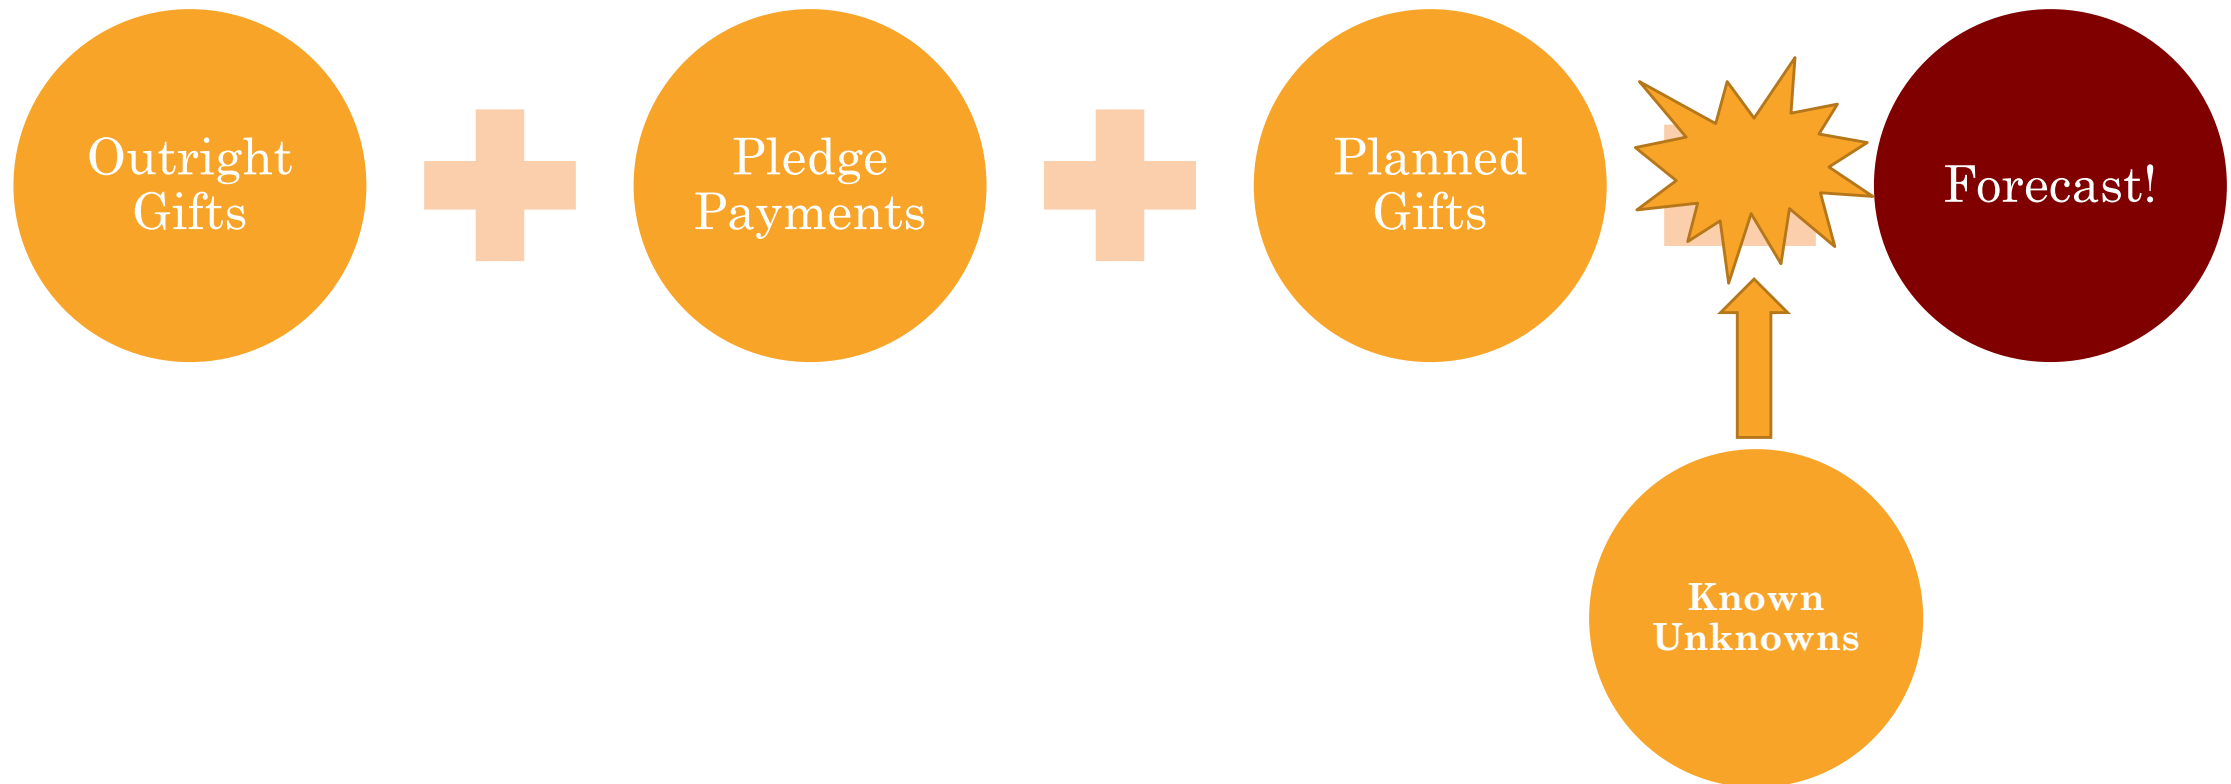 Outright
Gifts
Pledge
Payments
Planned
Gifts
Forecast!
Known
Unknowns